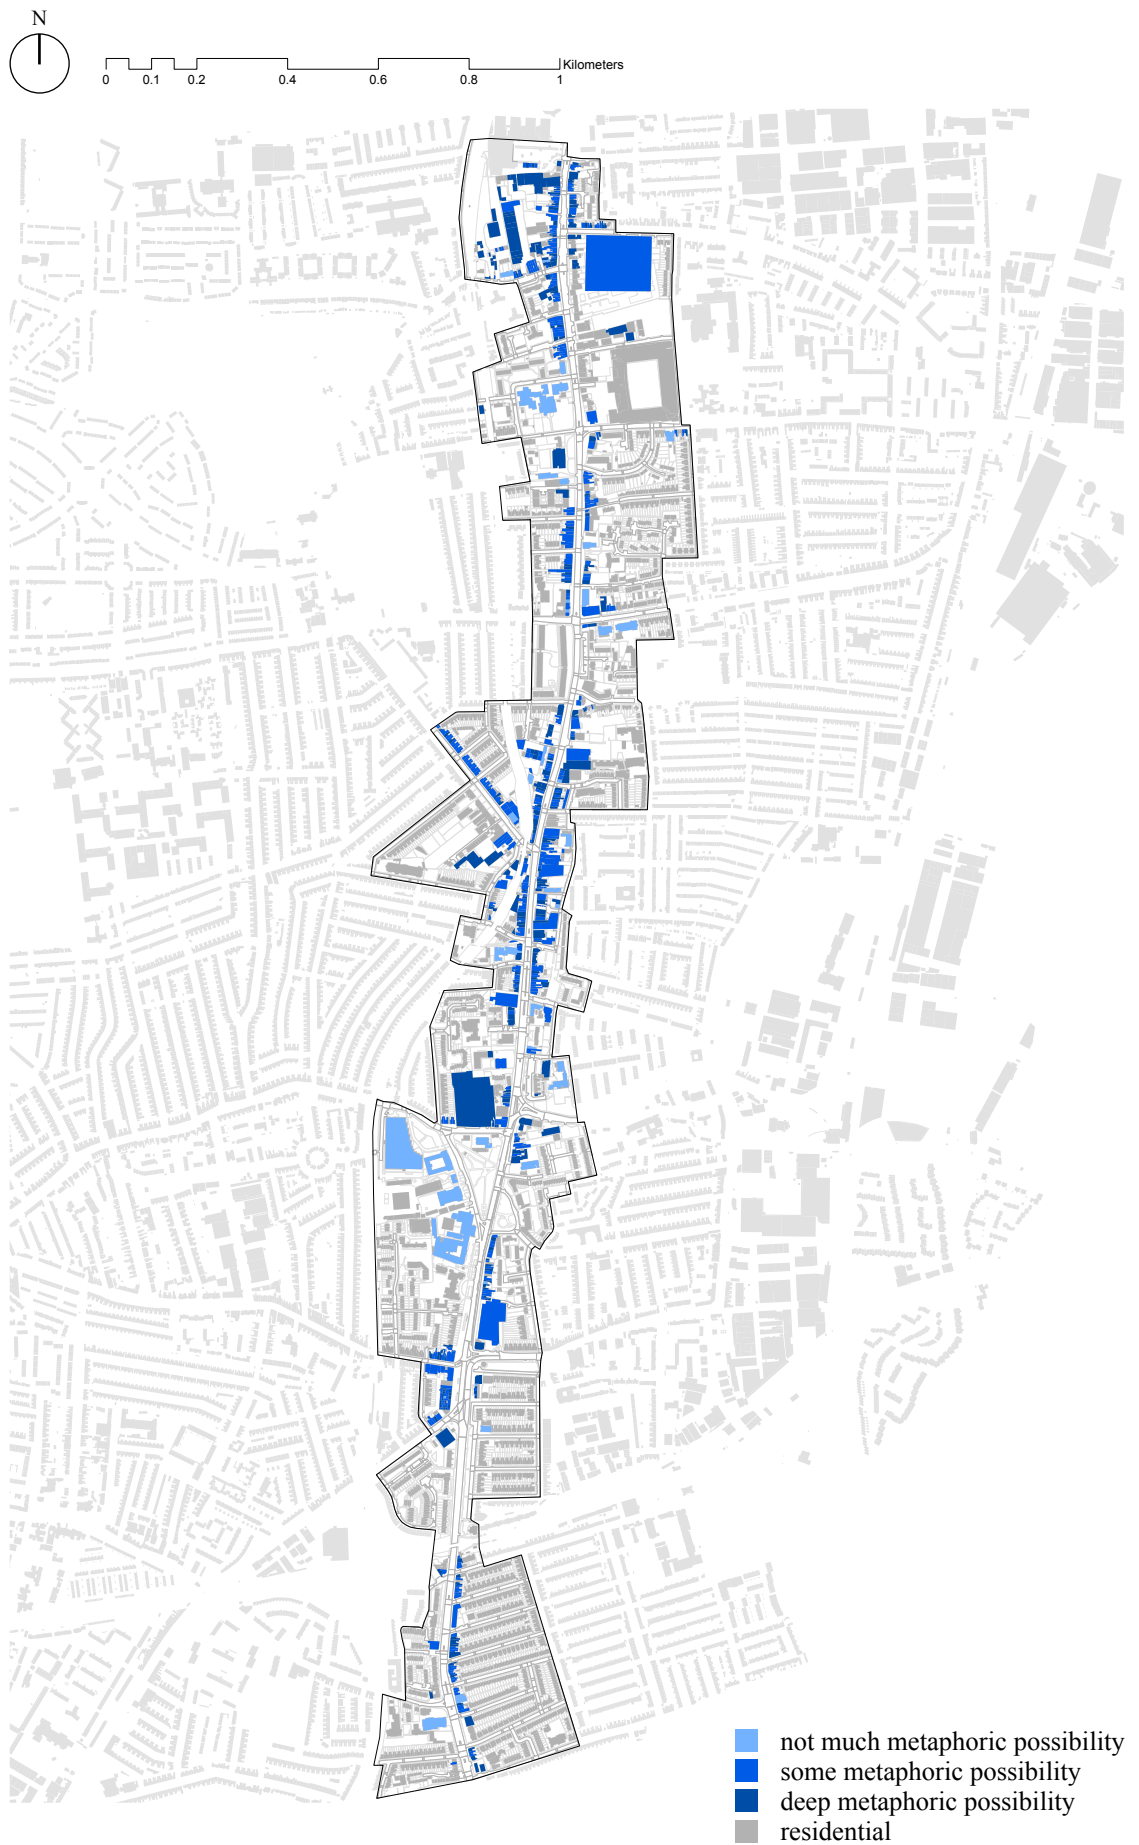 N
Kilometers
0 0.1 0.2 0.4 0.6 0.8 1
not much metaphoric possibility
some metaphoric possibility
deep metaphoric possibility
residential